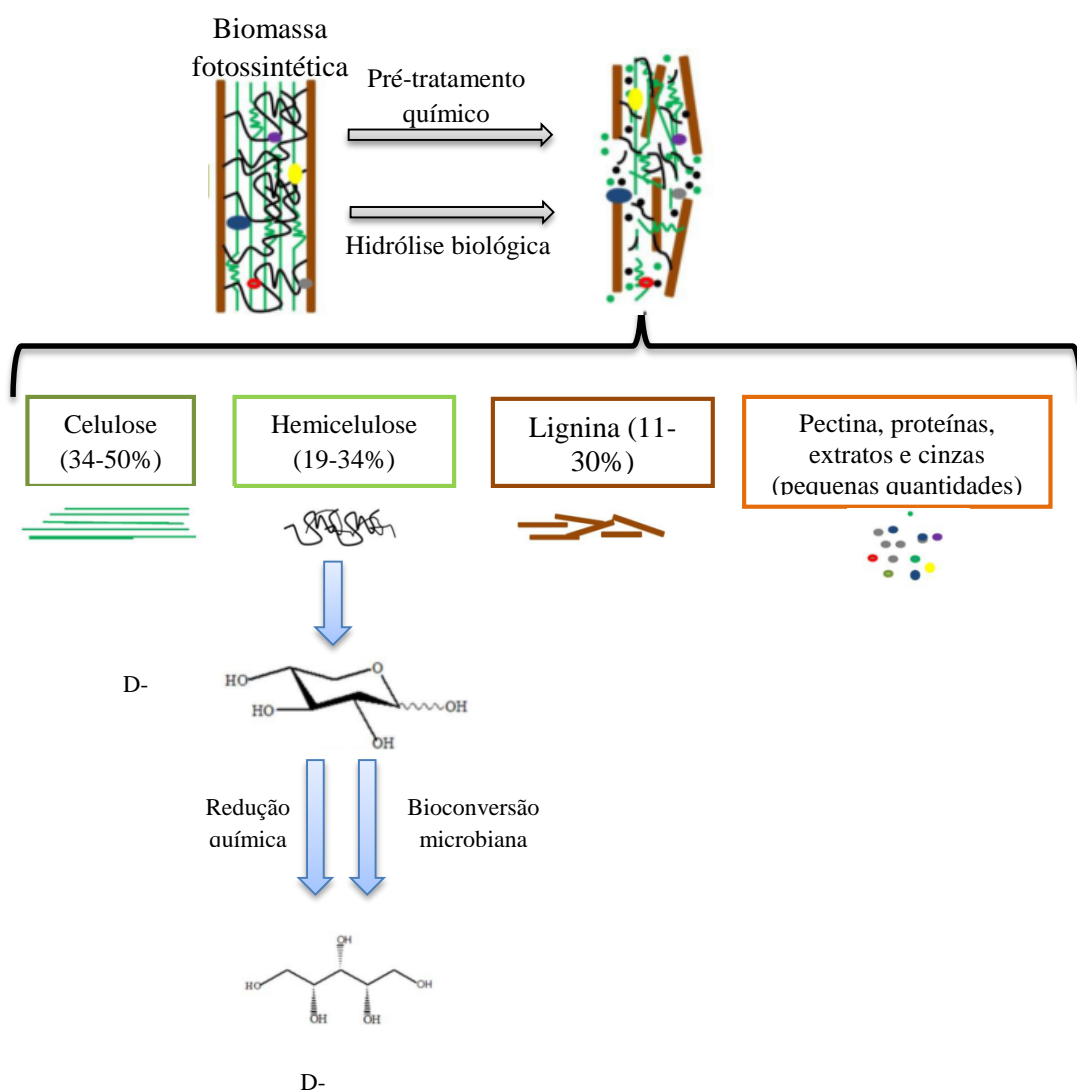 Biomassa
fotossintética
Pré-tratamento
químico
Hidrólise biológica
Celulose
(34-50%)
Hemicelulose
(19-34%)
Lignina (11-
30%)
Pectina, proteínas,
extratos e cinzas
(pequenas quantidades)
D-
HO
O
HO
OH
OH
Redução
química
Bioconversão
microbiana
OH
HO
OH
OH
OH
D-